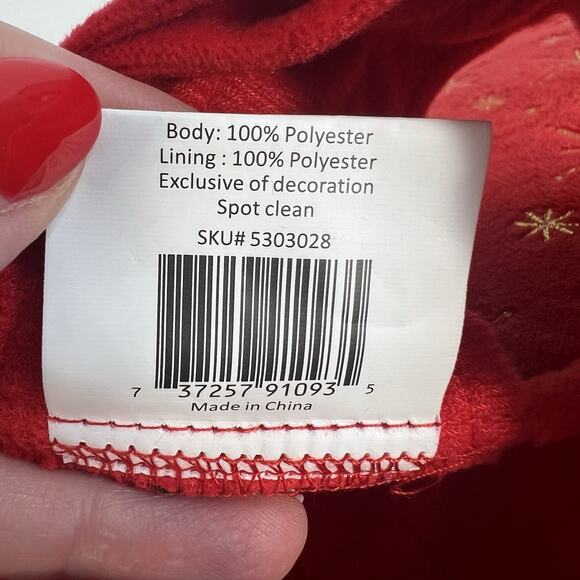 Body: 100% Polyester
Lining : 100% Polyester
Exclusive of decoration
Spot clean
SKU# 5303028
7 37257 91093 5
Made in China